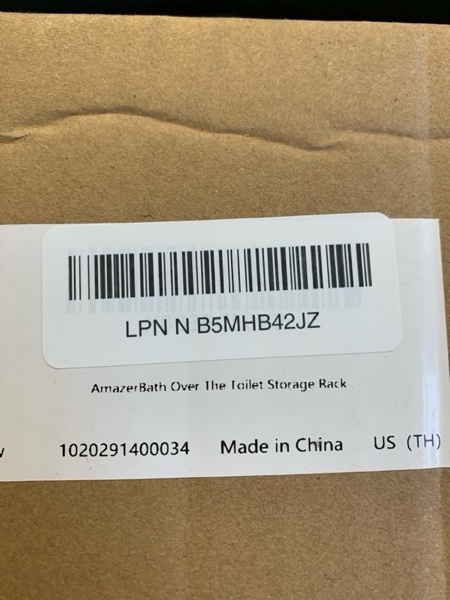 LPN N B5MHB42JZ
AmazerBath Over The Toilet Storage Rack
1020291400034 Made in China US (TH)